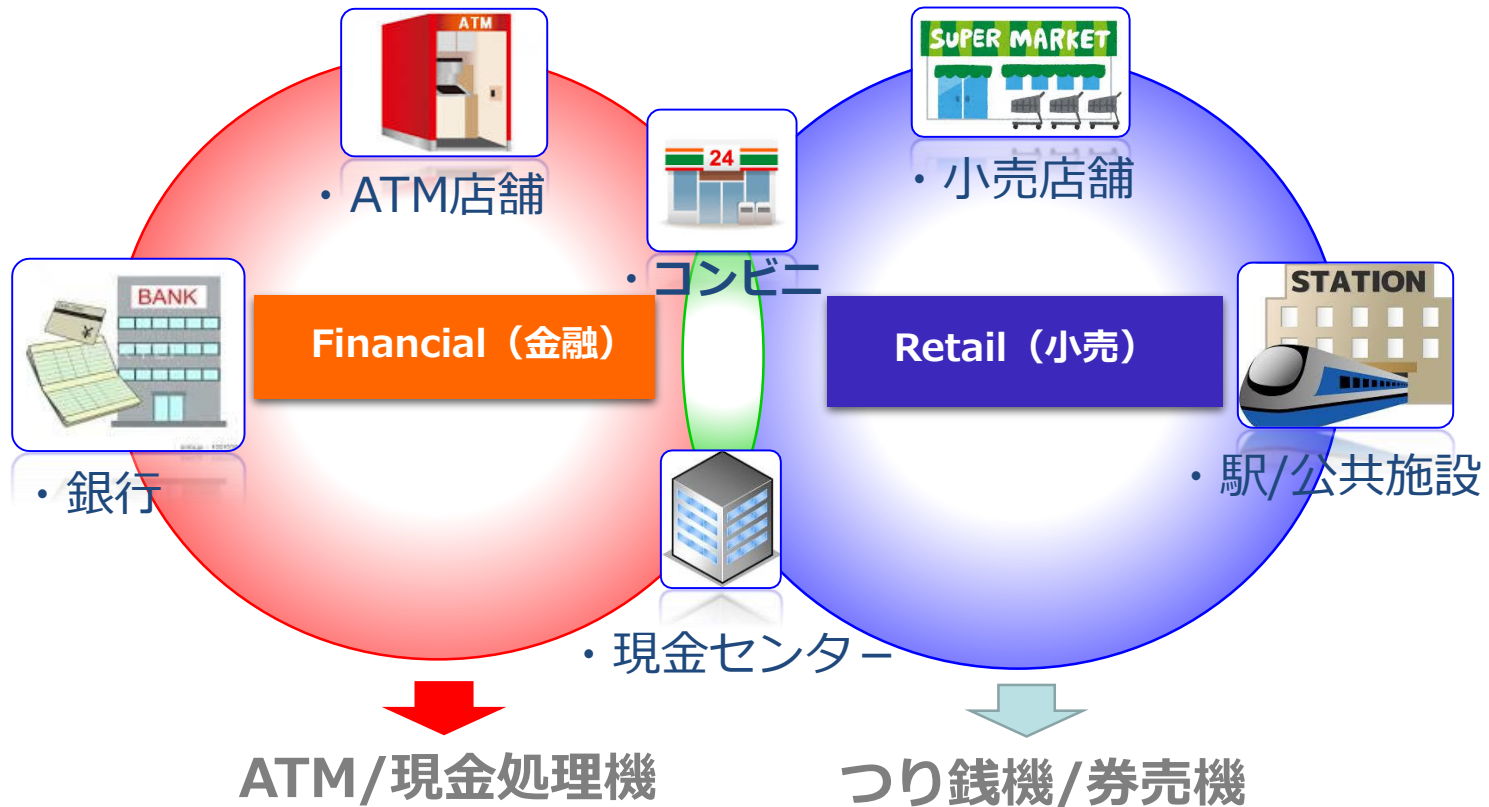 ATM
SUPER MARKET
24
・ATM店舗
・小売店舗
・コンビニ
BANK
¥
STATION
Financial（金融）
Retail（小売）
・銀行
・駅/公共施設
・現金センター
ATM/現金処理機
つり銭機/券売機